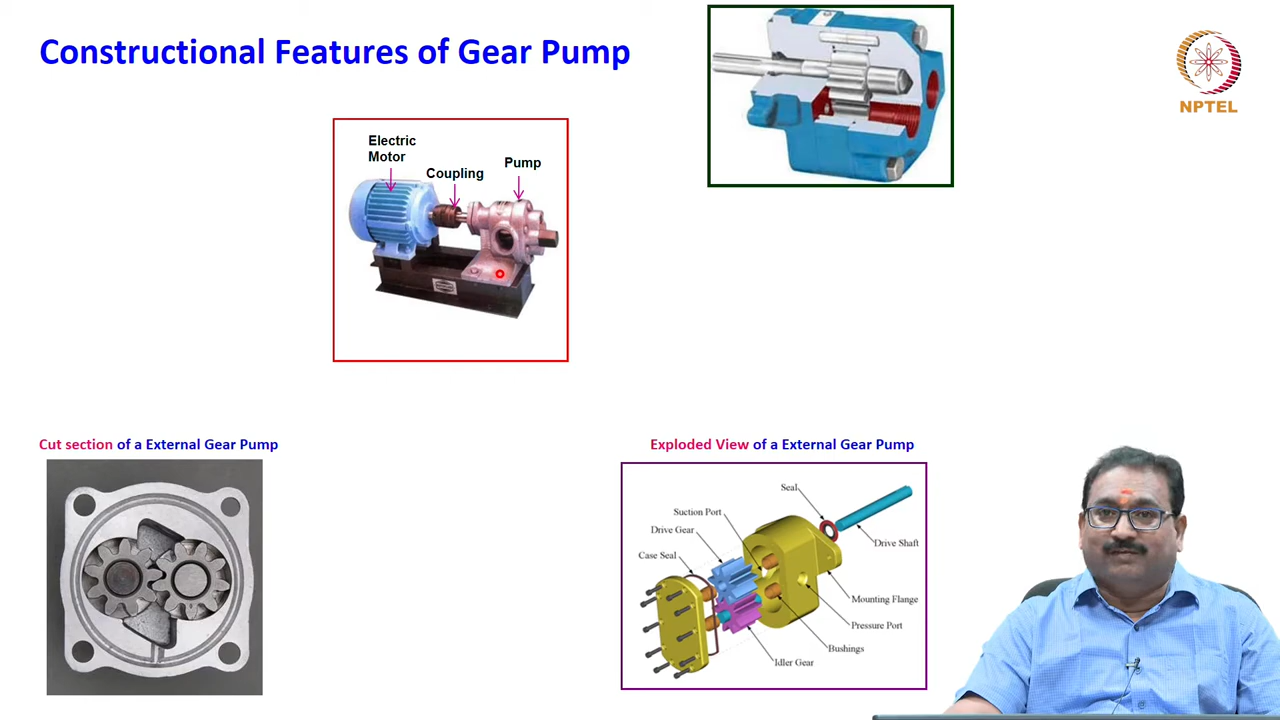 Constructional Features of Gear Pump
NPTEL
Electric
Motor
Coupling
Pump
Cut section of a External Gear Pump
Exploded View of a External Gear Pump
Seal
Suction Port
Drive Gear
Case Seal
Drive Shaft
Mounting Flange
Pressure Port
Bushings
Idler Gear